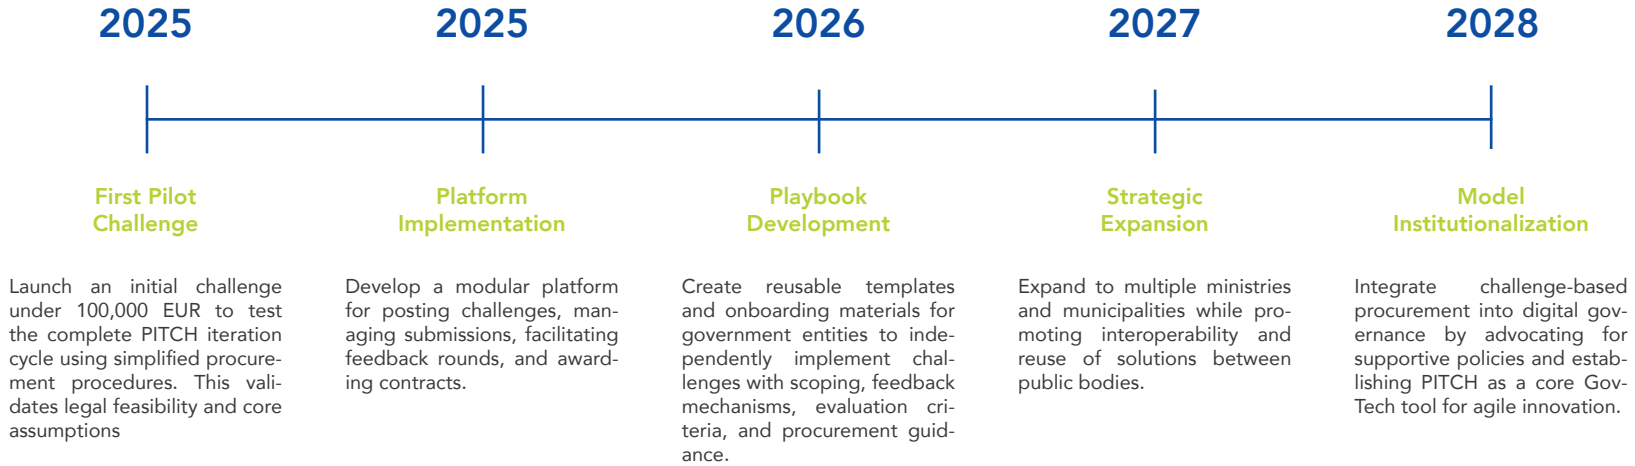 2025
First Pilot
Challenge
Launch an initial challenge
under 100,000 EUR to test
the complete PITCH iteration
cycle using simplified procure-
ment procedures. This vali-
dates legal feasibility and core
assumptions
2025
Platform
Implementation
Develop a modular platform
for posting challenges, man-
aging submissions, facilitating
feedback rounds, and award-
ing contracts.
2026
Playbook
Development
Create reusable templates
and onboarding materials for
government entities to inde-
pendently implement chal-
lenges with scoping, feedback
mechanisms, evaluation cri-
teria, and procurement guid-
ance.
2027
Strategic
Expansion
Expand to multiple ministries
and municipalities while pro-
moting interoperability and
reuse of solutions between
public bodies.
2028
Model
Institutionalization
Integrate challenge-based
procurement into digital gov-
ernance by advocating for
supportive policies and estab-
lishing PITCH as a core Gov-
Tech tool for agile innovation.